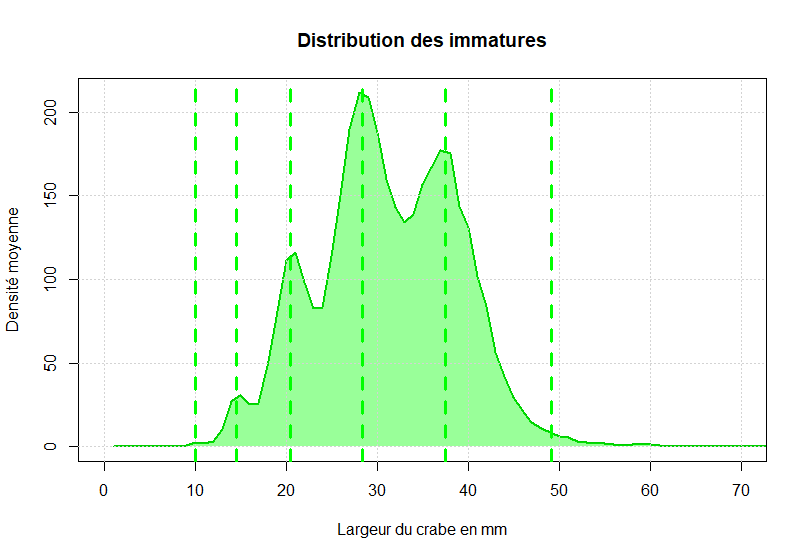 Distribution des immatures
Densité moyenne
200
150
100
50
0
0 10 20 30 40 50 60 70
Largeur du crabe en mm